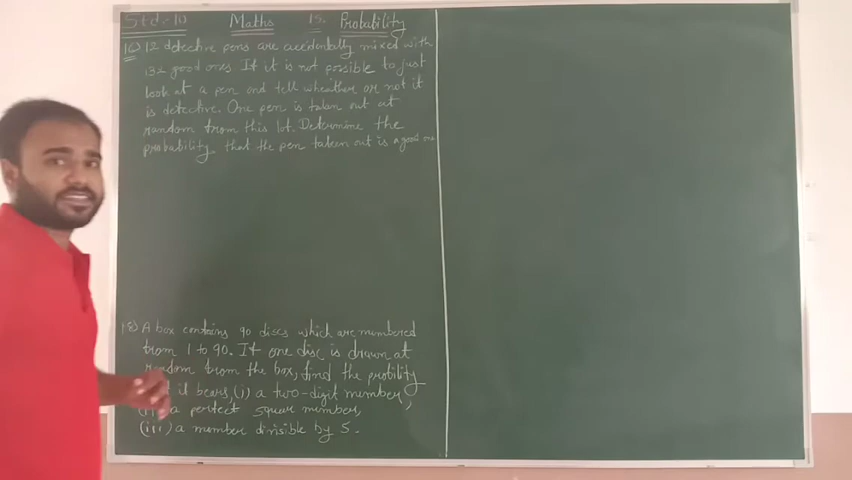 Std:-10 Maths 15. Probability
16) 12 defective pens are accidentally mixed with
132 good ones. If it is not possible to just
look at a pen and tell wheather or not it
is defective. One pen is taken out at
random from this lot. Determine the
probability that the pen taken out is a good one
18) A box contains 90 discs which are numbered
from 1 to 90. If one disc is drawn at
random from the box, find the probility
it bears, (i) a two-digit number,
a perfect square number,
(iii) a number divisible by 5.